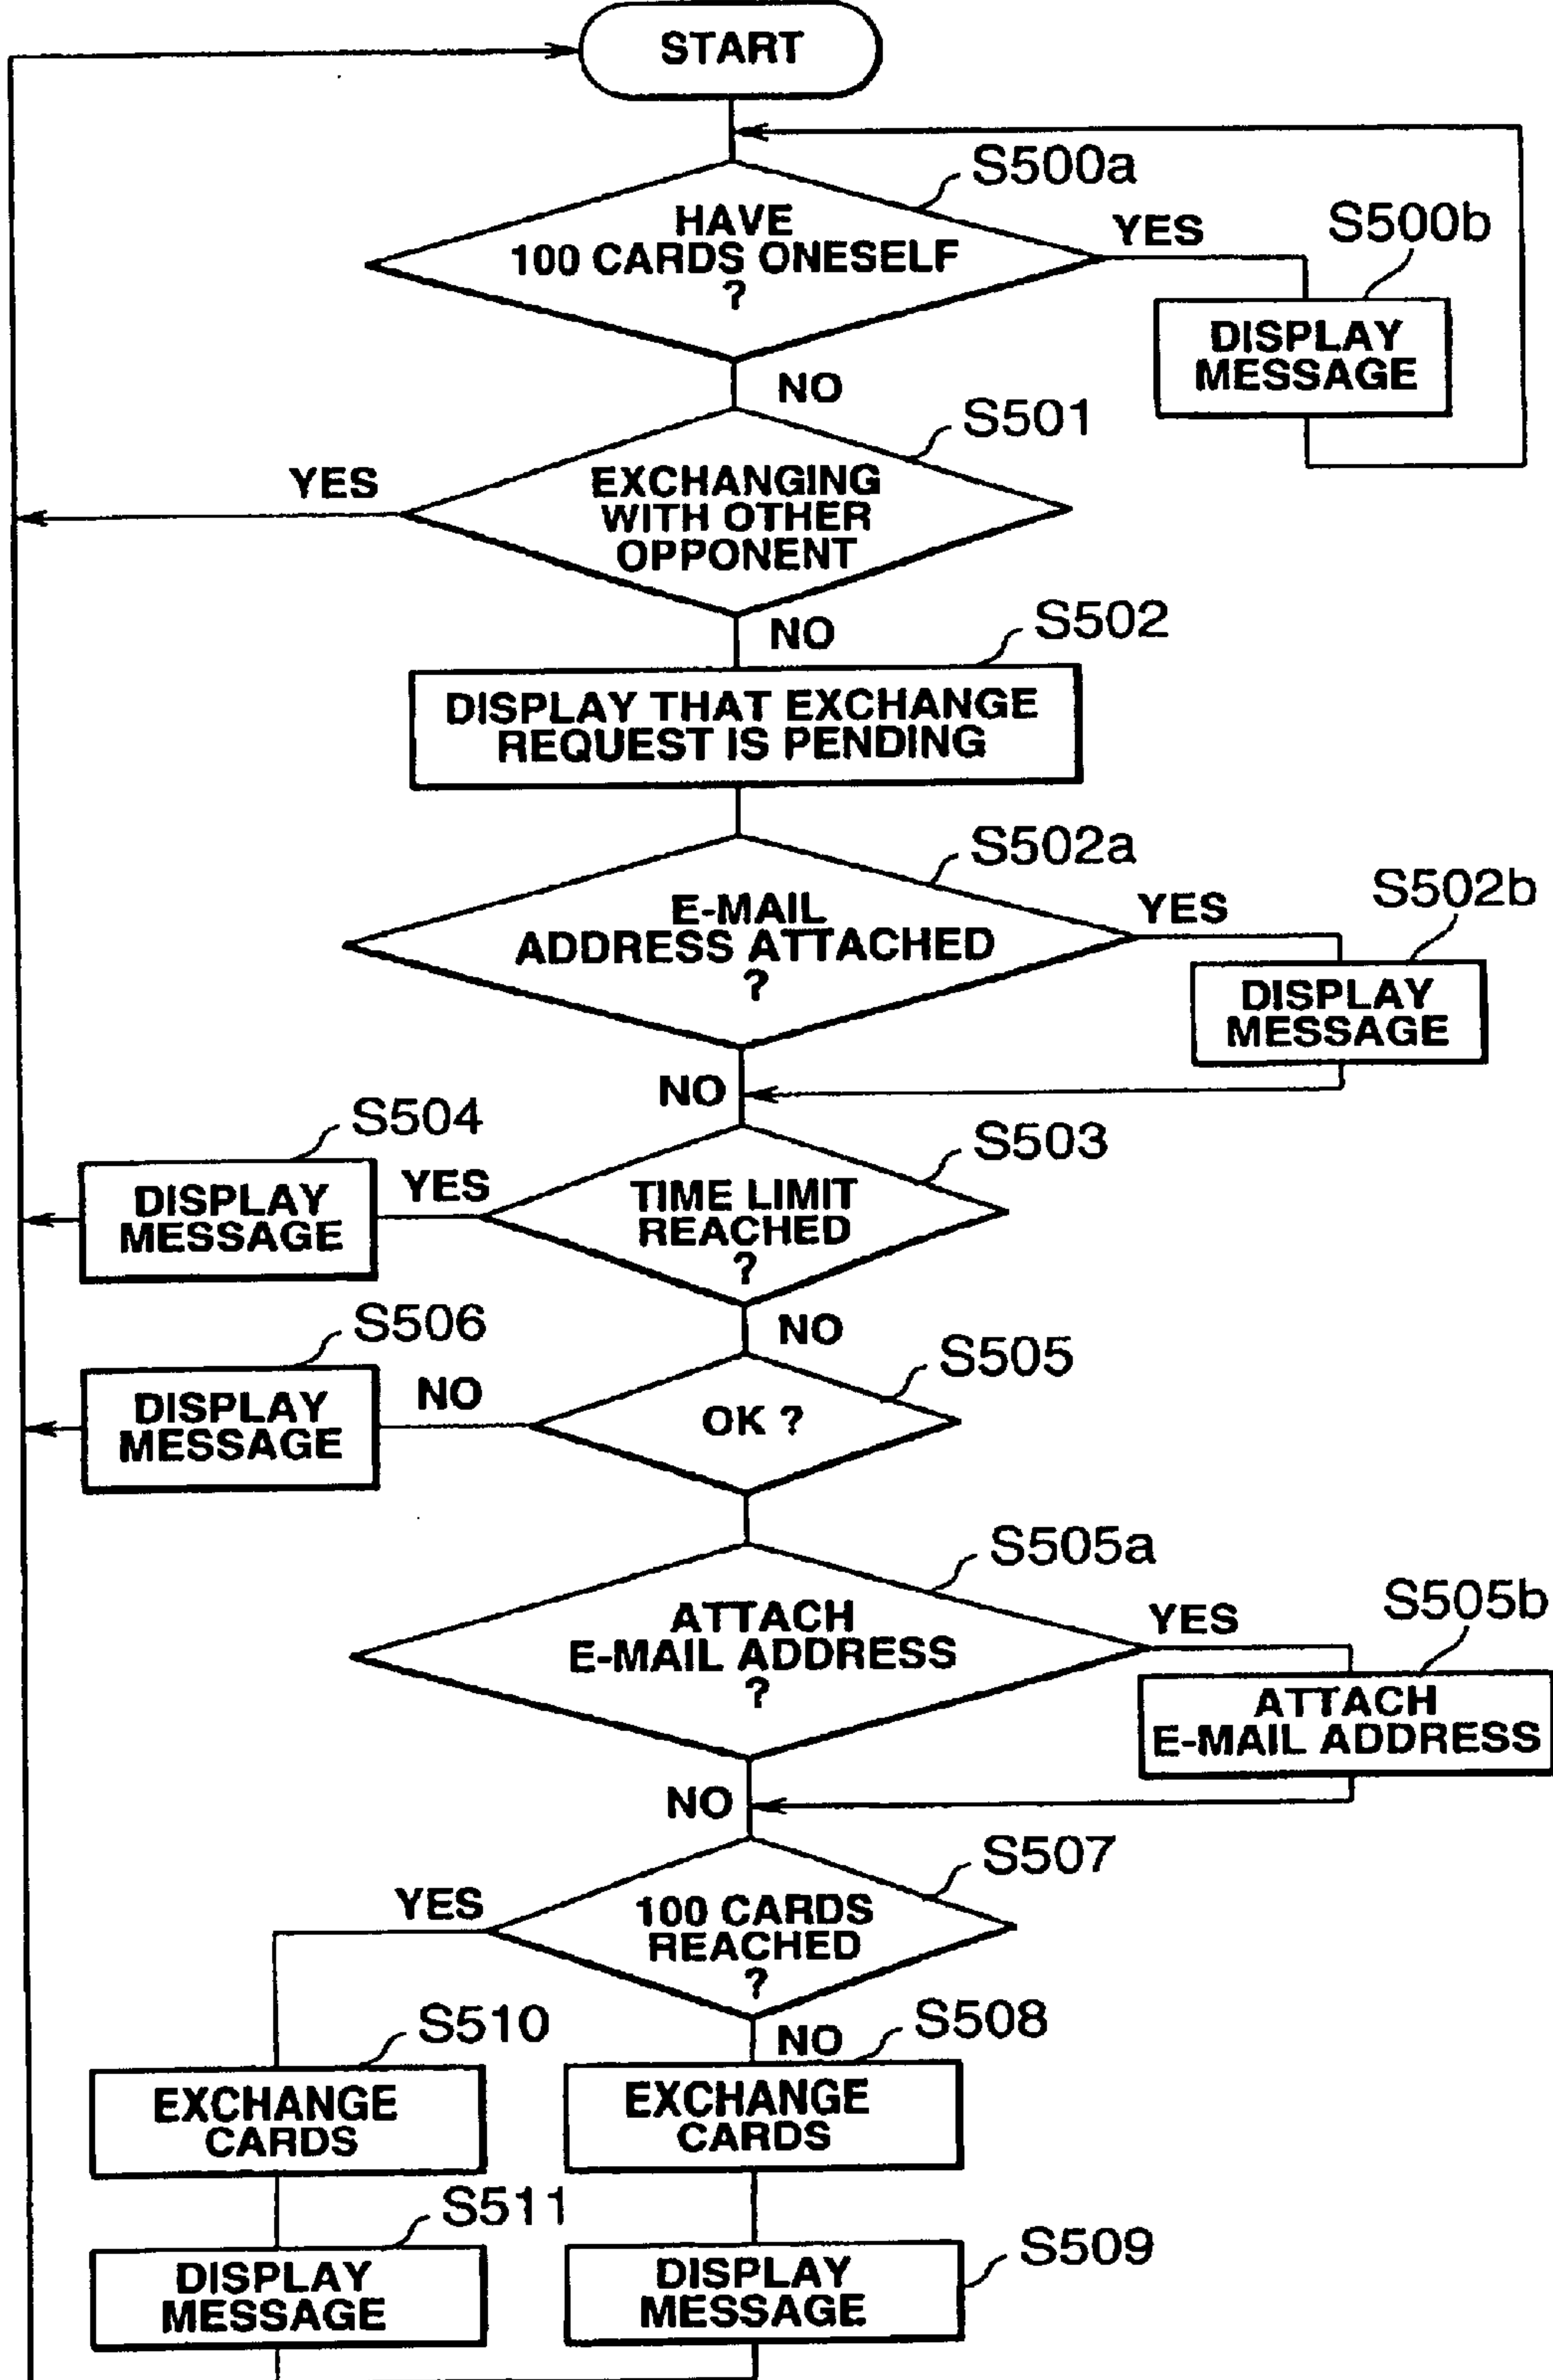 START
S500a
HAVE
100 CARDS ONESELF
?
YES
S500b
DISPLAY
MESSAGE
NO
S501
YES
EXCHANGING
WITH OTHER
OPPONENT
NO
S502
DISPLAY THAT EXCHANGE
REQUEST IS PENDING
S502a
E-MAIL
ADDRESS ATTACHED
?
YES
S502b
DISPLAY
MESSAGE
NO
S504
S503
DISPLAY
MESSAGE
YES
TIME LIMIT
REACHED
?
NO
S506
S505
DISPLAY
MESSAGE
NO
OK ?
S505a
ATTACH
E-MAIL ADDRESS
?
YES
S505b
ATTACH
E-MAIL ADDRESS
NO
S507
YES
100 CARDS
REACHED
?
S510
NO
S508
EXCHANGE
CARDS
EXCHANGE
CARDS
S511
DISPLAY
MESSAGE
DISPLAY
MESSAGE
S509